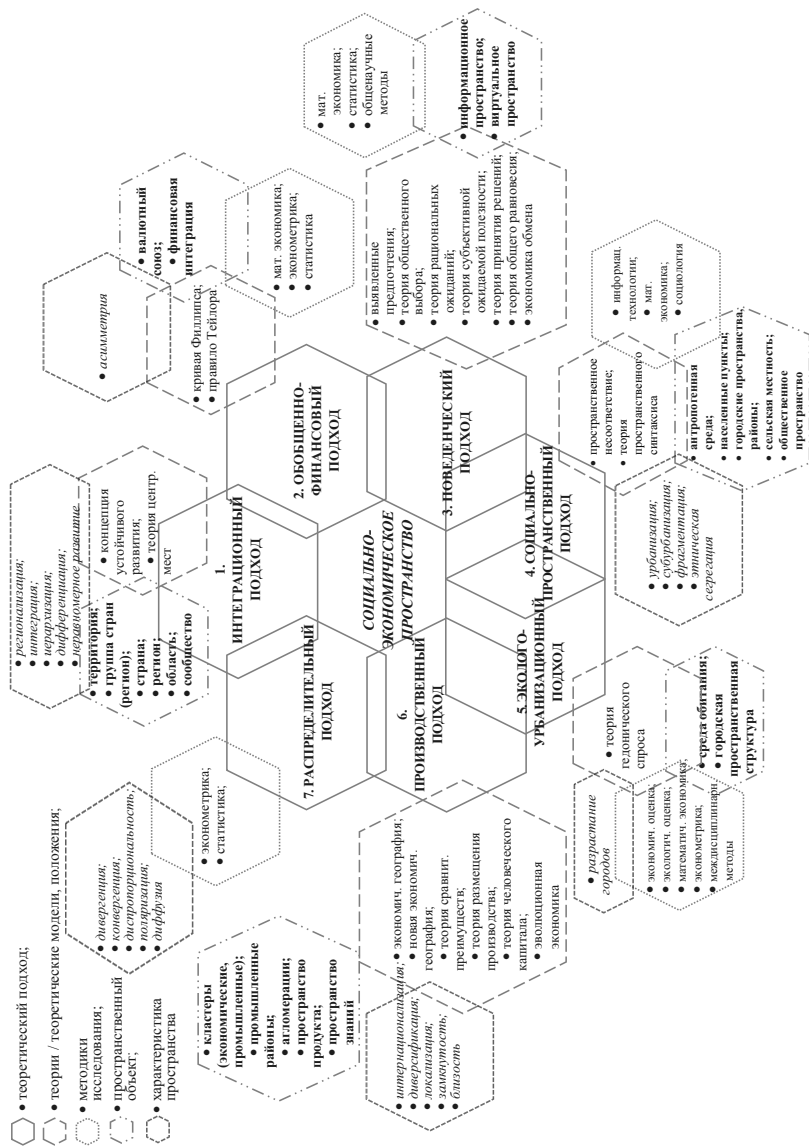 • теоретический подход;
• теории / теоретические модели, положения;
• методики
исследования;
• пространственный
объект;
• характеристика
пространства
• дивергенция;
• конвергенция;
• диспропорциональность;
• поляризация;
• диффузия
• эконометрика;
• статистика;
• регионализация;
• интеграция;
• иерархизация;
• дифференциация;
• неравномерное развитие
• территория;
• группа стран
(регион);
• страна;
• регион;
• область;
• сообщество
• концепция
устойчивого
развития;
• теория центр.
мест
• асимметрия
• кривая Филлипса;
• правило Тейлора
• валютный
союз;
• финансовая
интеграция
• мат. экономика;
• эконометрика;
• статистика
1.
ИНТЕГРАЦИОННЫЙ
ПОДХОД
2. ОБОБЩЕННО-
ФИНАНСОВЫЙ
ПОДХОД
7. РАСПРЕДЕЛИТЕЛЬНЫЙ
ПОДХОД
СОЦИАЛЬНО-
ЭКОНОМИЧЕСКОЕ
ПРОСТРАНСТВО
6.
ПРОИЗВОДСТВЕННЫЙ
ПОДХОД
3. ПОВЕДЕНЧЕСКИЙ
ПОДХОД
5. ЭКОЛОГО-
УРБАНИЗАЦИОННЫЙ
ПОДХОД
4. СОЦИАЛЬНО-
ПРОСТРАНСТВЕННЫЙ
ПОДХОД
• кластеры
(экономические,
промышленные);
• промышленные
районы;
• агломерации;
• пространство
продукта;
• пространство
знаний
• экономич. география;
• новая экономич.
география;
• теория сравнит.
преимуществ;
• теория размещения
производства;
• теория человеческого
капитала;
• эволюционная
экономика
• интернационализация;
• диверсификация;
• локализация;
• замкнутость;
• близость
• выявленные
предпочтения;
• теория общественного
выбора;
• теория рациональных
ожиданий;
• теория субъективной
ожидаемой полезности;
• теория принятия решений;
• теория общего равновесия;
• экономика обмена
• мат.
экономика;
• статистика;
• общенаучные
методы
• информационное
пространство;
• виртуальное
пространство
• разрастание
городов
• теория
гедонического
спроса
• экономич. оценка;
• экологич. оценка;
• математич. экономика;
• эконометрика;
• междисциплинарн.
методы
• среда обитания;
• городская
пространственная
структура
• урбанизация;
• субурбанизация;
• фрагментация;
• этническая
сегрегация
• пространственное
несоответствие;
• теория
пространственного
синтаксиса
• информац.
технологии;
• мат.
экономика;
• социология
• антропогенная
среда;
• населенные пункты;
• городские пространства,
районы;
• сельская местность;
• общественное
пространство